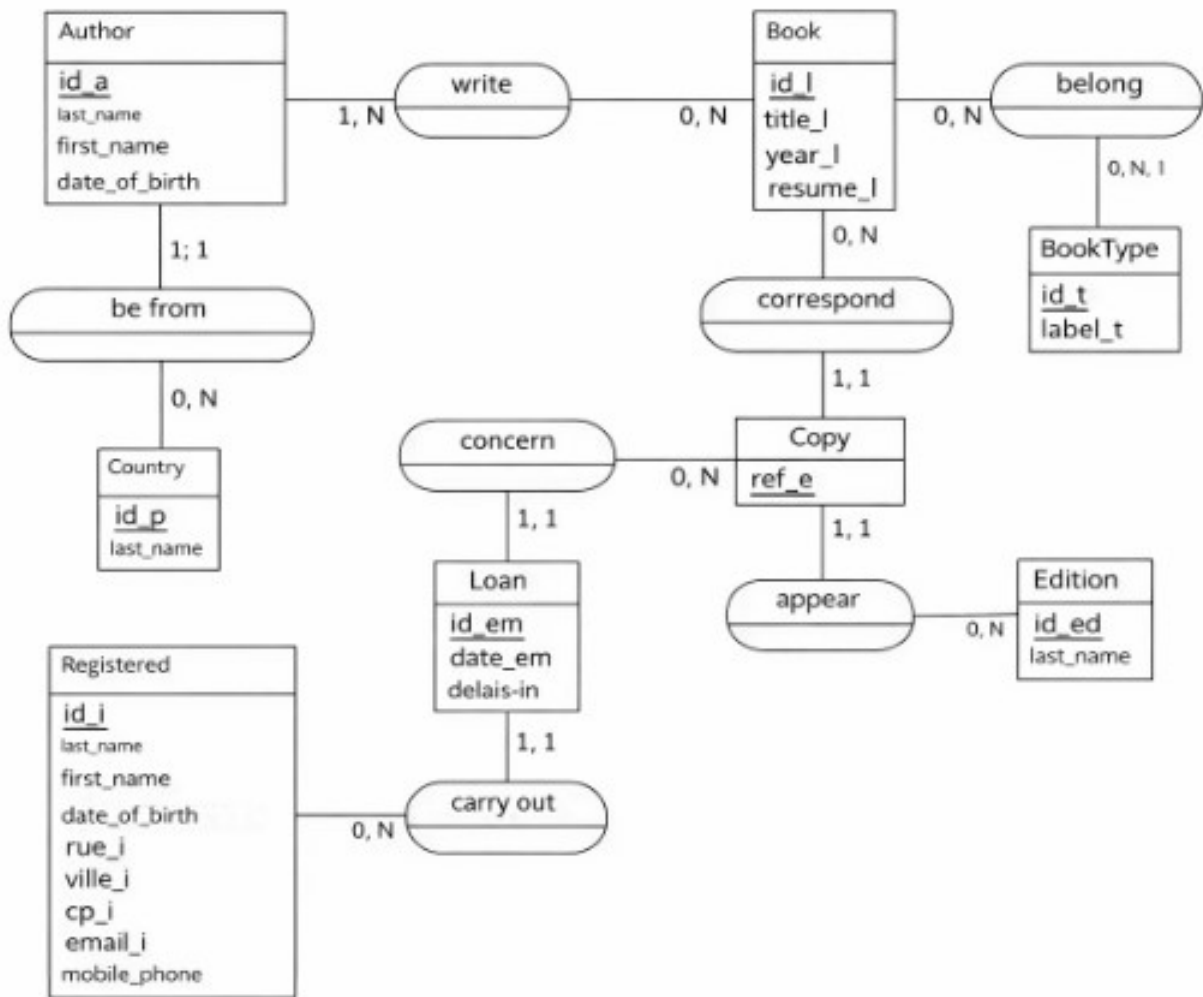 Author
id_a
last_name
first_name
date_of_birth
1, N
write
0, N
Book
id_l
title_l
year_l
resume_l
0, N
belong
0, N, 1
BookType
id_t
label_t
1; 1
be from
0, N
Country
id_p
last_name
0, N
correspond
1, 1
Copy
ref_e
0, N
concern
1, 1
Loan
id_em
date_em
delais-in
1, 1
appear
0, N
Edition
id_ed
last_name
1, 1
carry out
0, N
Registered
id_i
last_name
first_name
date_of_birth
rue_i
ville_i
cp_i
email_i
mobile_phone